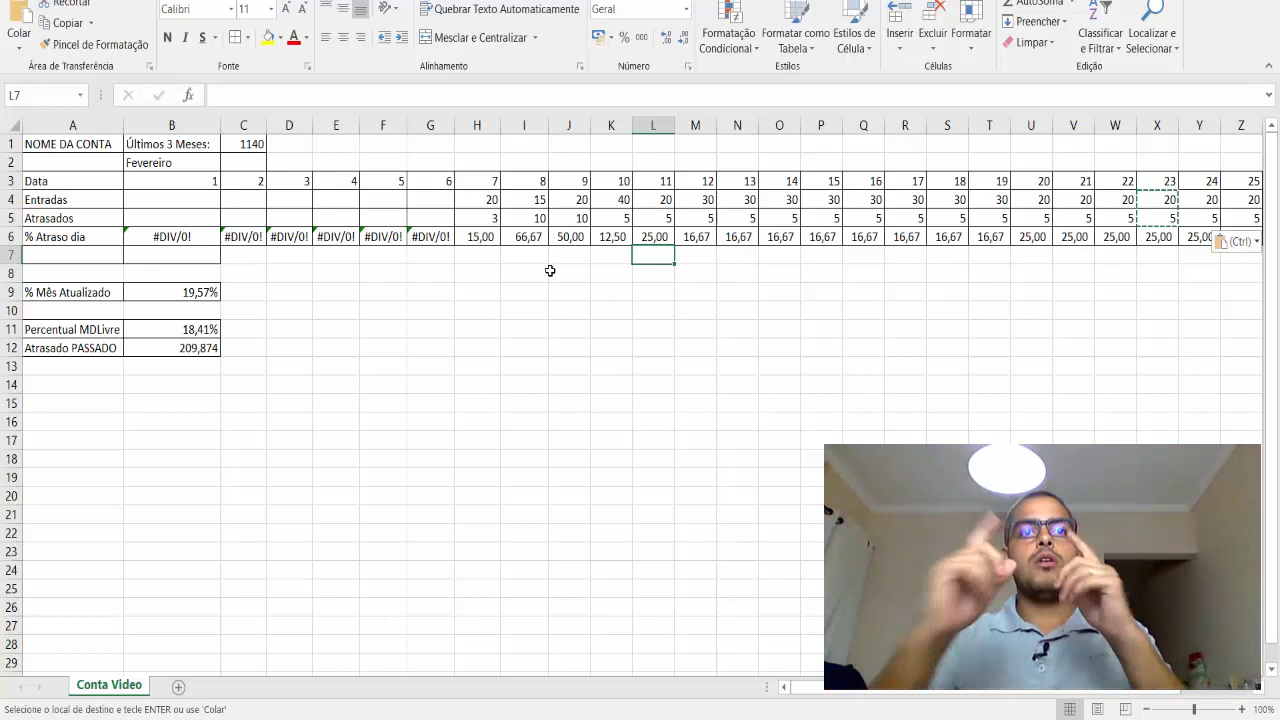 Recortar
Copiar
Colar
Pincel de Formatação
Área de Transferência
Calibri 11
N I S
Fonte
Quebrar Texto Automaticamente
Mesclar e Centralizar
Alinhamento
Geral
% 000
Número
Formatação Condicional
Formatar como Tabela
Estilos de Célula
Estilos
Inserir Excluir Formatar
Células
AutoSoma
Preencher
Limpar
Classificar e Filtrar
Localizar e Selecionar
Edição
L7 fx
A B C D E F G H I J K L M N O P Q R S T U V W X Y Z
1 NOME DA CONTA Últimos 3 Meses: 1140
2 Fevereiro
3 Data 1 2 3 4 5 6 7 8 9 10 11 12 13 14 15 16 17 18 19 20 21 22 23 24 25
4 Entradas 20 15 20 40 20 30 30 30 30 30 30 30 30 20 20 20 20 20 20
5 Atrasados 3 10 10 5 5 5 5 5 5 5 5 5 5 5 5 5 5 5 5
6 % Atraso dia #DIV/0! #DIV/0! #DIV/0! #DIV/0! #DIV/0! #DIV/0! 15,00 66,67 50,00 12,50 25,00 16,67 16,67 16,67 16,67 16,67 16,67 16,67 16,67 25,00 25,00 25,00 25,00 25,00
(Ctrl)
7
8
9 % Mês Atualizado 19,57%
10
11 Percentual MDLivre 18,41%
12 Atrasado PASSADO 209,874
13
14
15
16
17
18
19
20
21
22
23
24
25
26
27
28
29
Conta Video
Selecione o local de destino e tecle ENTER ou use 'Colar'
100%